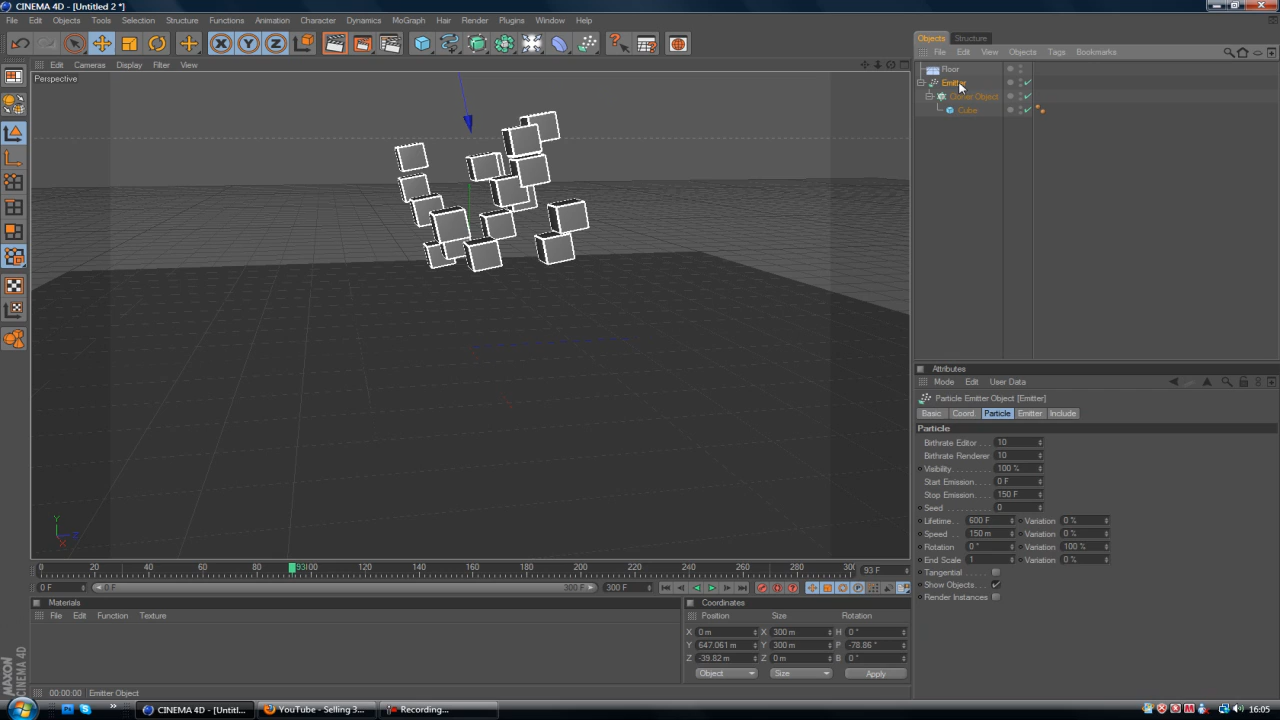 CINEMA 4D - [Untitled 2 *]
File Edit Objects Tools Selection Structure Functions Animation Character Dynamics MoGraph Hair Render Plugins Window Help
Objects Structure
File Edit View Objects Tags Bookmarks
Edit Cameras Display Filter View
Perspective
Floor
Emitter
Cloner Object
Cube
Attributes
Mode Edit User Data
Particle Emitter Object [Emitter]
Basic Coord. Particle Emitter Include
Particle
Birthrate Editor 10
Birthrate Renderer 10
Visibility. . . . . . . . 100 %
Start Emission. . . . 0 F
Stop Emission. . . . 150 F
Seed . . . . . . . . . . 0
Lifetime. . 600 F Variation 0 %
Speed . . 150 m Variation 0 %
Rotation 0 ° Variation 100 %
End Scale 1 Variation 0 %
Tangential . . . . . .
Show Objects. . . .
Render Instances
Y
Z
X
0 20 40 60 80 93 100 120 140 160 180 200 220 240 260 280 300 93 F
0 F 0 F 300 F 300 F
Materials
File Edit Function Texture
Coordinates
Position Size Rotation
X 0 m X 300 m H 0 °
Y 647.061 m Y 300 m P -78.86 °
Z -39.82 m Z 0 m B 0 °
Object Size Apply
MAXON
CINEMA 4D
00:00:00 Emitter Object
CINEMA 4D - [Untitl... YouTube - Selling 3... Recording... 16:05